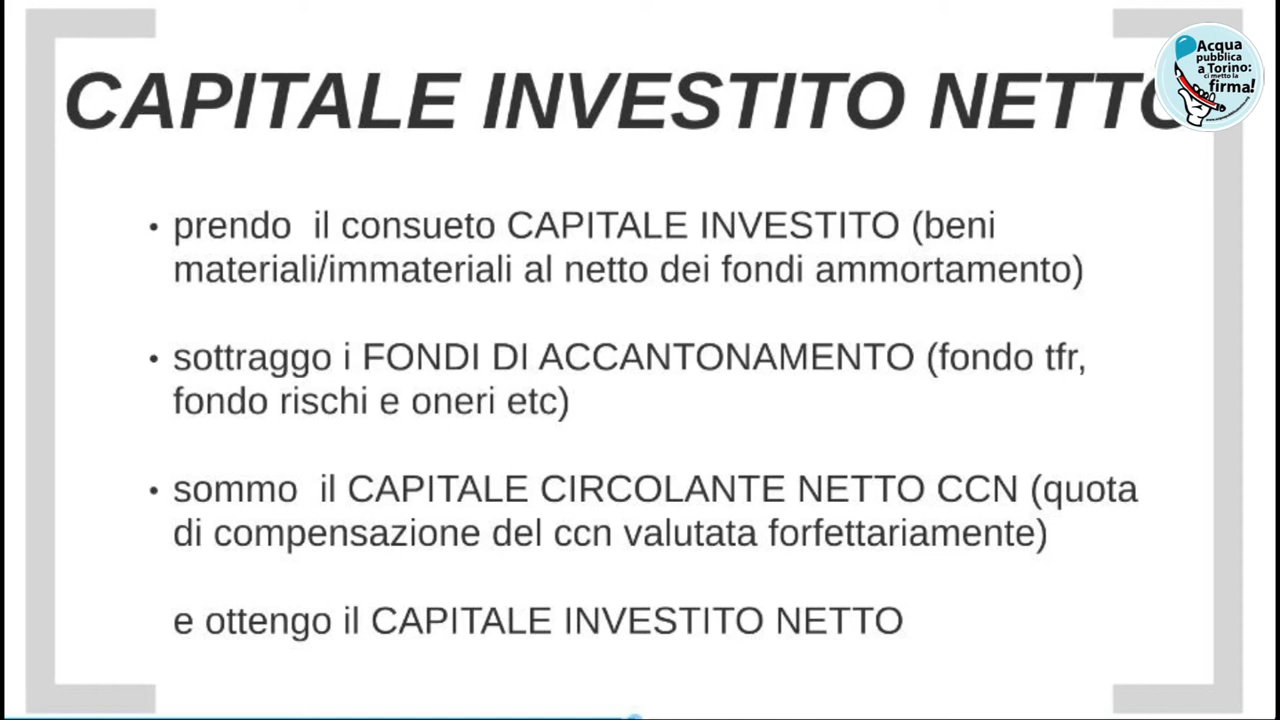 CAPITALE INVESTITO NETTO
Acqua
pubblica
a Torino:
ci metto la
firma!
• prendo il consueto CAPITALE INVESTITO (beni
materiali/immateriali al netto dei fondi ammortamento)
• sottraggo i FONDI DI ACCANTONAMENTO (fondo tfr,
fondo rischi e oneri etc)
• sommo il CAPITALE CIRCOLANTE NETTO CCN (quota
di compensazione del ccn valutata forfettariamente)
e ottengo il CAPITALE INVESTITO NETTO